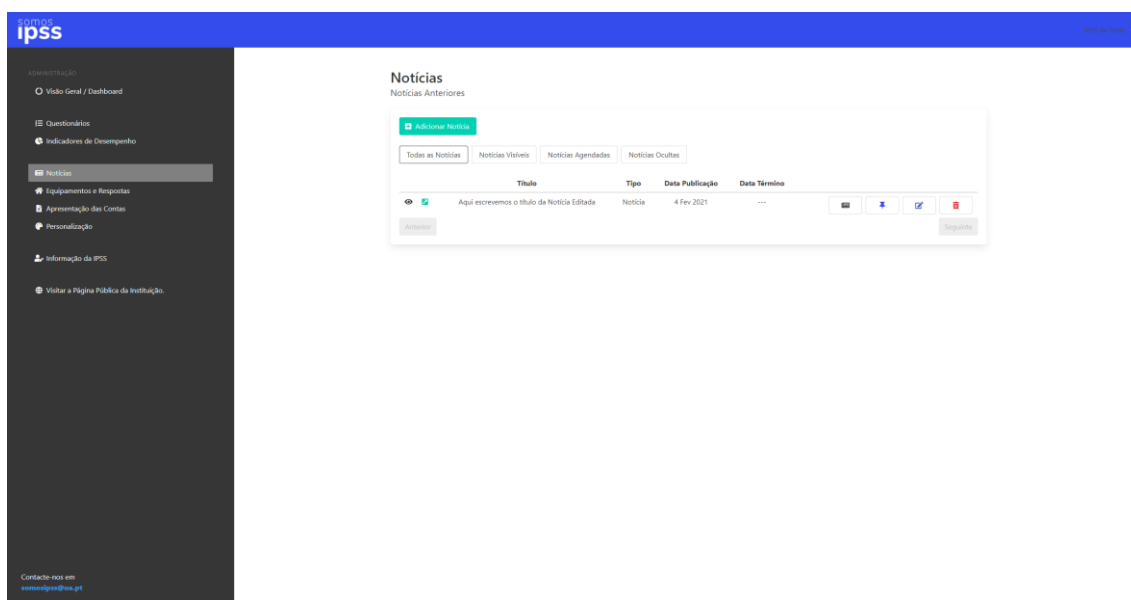 somos
ipss
ADMINISTRAÇÃO
Visão Geral / Dashboard
Questionários
Indicadores de Desempenho
Notícias
Equipamentos e Respostas
Apresentação das Contas
Personalização
Informação da IPSS
Visitar a Página Pública da Instituição.
Contacte-nos em
Notícias
Notícias Anteriores
Adicionar Notícia
Todas as Notícias Notícias Visíveis Notícias Agendadas Notícias Ocultas
Título Tipo Data Publicação Data Término
Aqui escrevemos o título da Notícia Editada Notícia 4 Fev 2021 ---
Anterior Seguinte